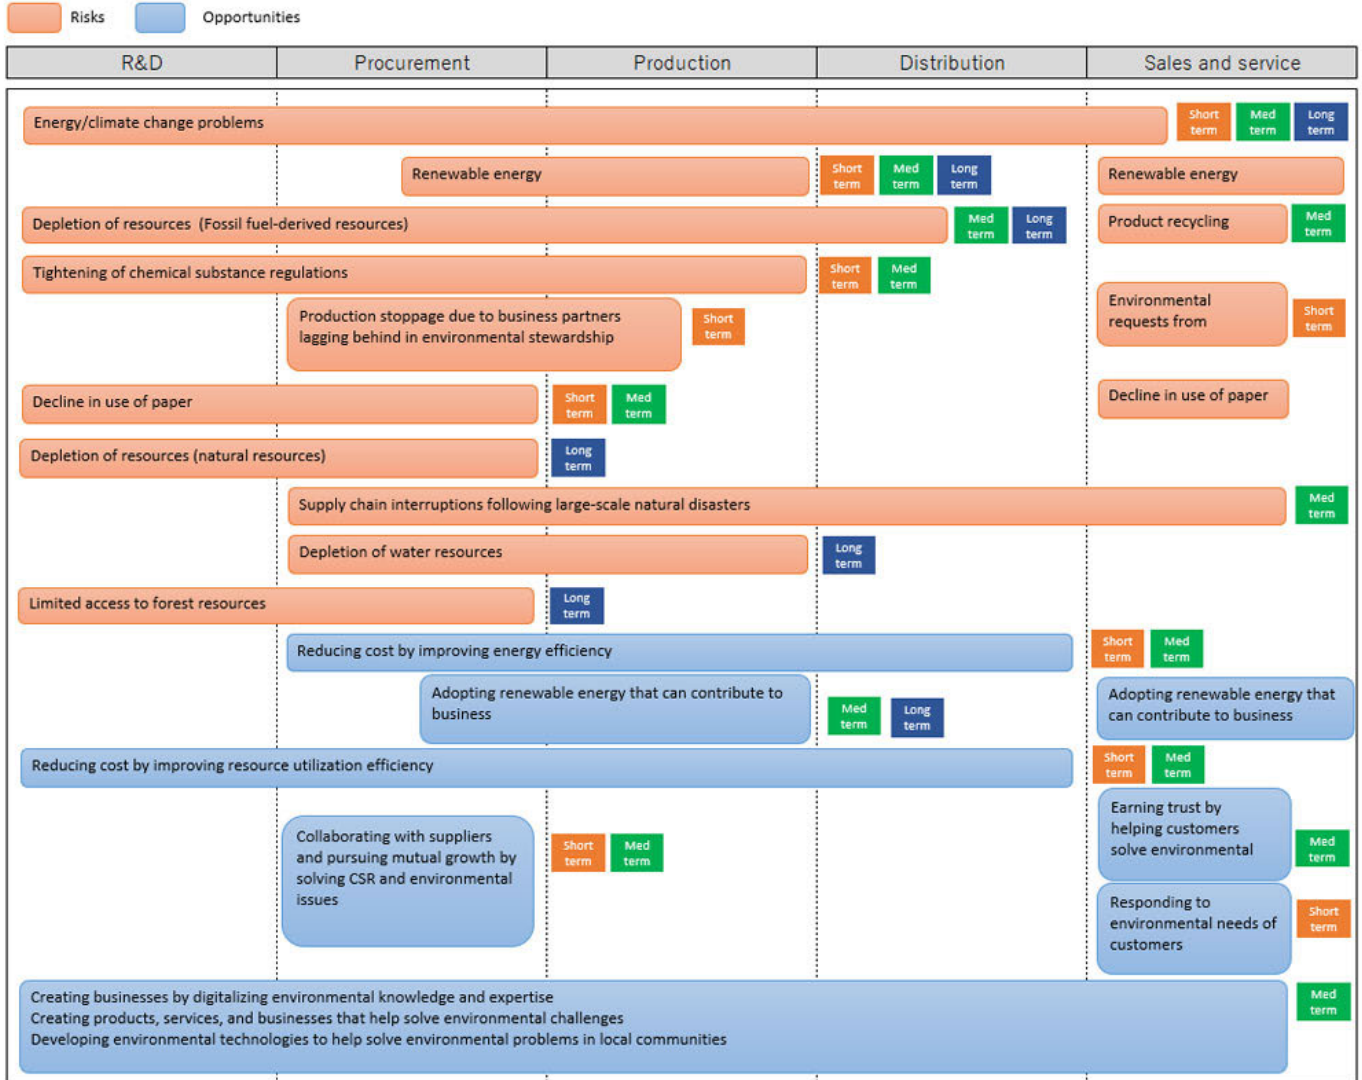 Risks
Opportunities
R&D
Procurement
Production
Distribution
Sales and service
Energy/climate change problems
Short
term
Med
term
Long
term
Renewable energy
Short
term
Med
term
Long
term
Renewable energy
Depletion of resources (Fossil fuel-derived resources)
Med
term
Long
term
Product recycling
Med
term
Tightening of chemical substance regulations
Short
term
Med
term
Production stoppage due to business partners
lagging behind in environmental stewardship
Short
term
Environmental
requests from
Short
term
Decline in use of paper
Short
term
Med
term
Decline in use of paper
Depletion of resources (natural resources)
Long
term
Supply chain interruptions following large-scale natural disasters
Med
term
Depletion of water resources
Long
term
Limited access to forest resources
Long
term
Reducing cost by improving energy efficiency
Short
term
Med
term
Adopting renewable energy that can contribute to
business
Med
term
Long
term
Adopting renewable energy that
can contribute to business
Reducing cost by improving resource utilization efficiency
Short
term
Med
term
Collaborating with suppliers
and pursuing mutual growth by
solving CSR and environmental
issues
Short
term
Med
term
Earning trust by
helping customers
solve environmental
Med
term
Responding to
environmental needs of
customers
Short
term
Creating businesses by digitalizing environmental knowledge and expertise
Creating products, services, and businesses that help solve environmental challenges
Developing environmental technologies to help solve environmental problems in local communities
Med
term